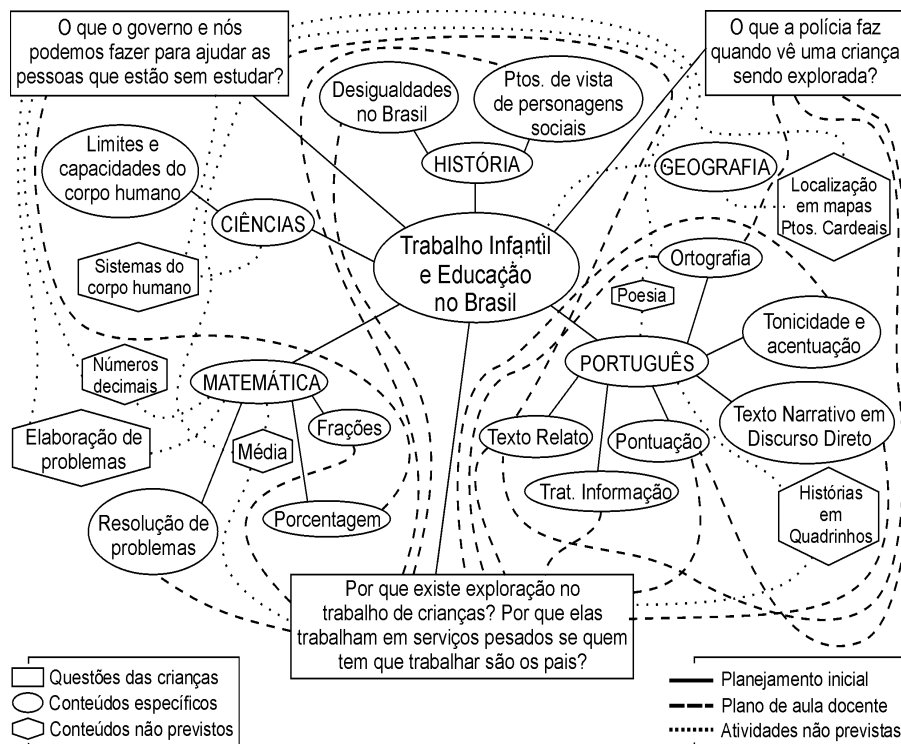 O que o governo e nós
podemos fazer para ajudar as
pessoas que estão sem estudar?
O que a polícia faz
quando vê uma criança
sendo explorada?
Desigualdades
no Brasil
Ptos. de vista
de personagens
sociais
HISTÓRIA
Limites e
capacidades do
corpo humano
CIÊNCIAS
GEOGRAFIA
Localização
em mapas
Ptos. Cardeais
Trabalho Infantil
e Educação
no Brasil
Ortografia
Sistemas do
corpo humano
Poesia
Tonicidade e
acentuação
Números
decimais
MATEMÁTICA
PORTUGUÊS
Frações
Texto Narrativo em
Discurso Direto
Elaboração de
problemas
Média
Texto Relato
Pontuação
Trat. Informação
Resolução de
problemas
Porcentagem
Histórias
em
Quadrinhos
Por que existe exploração no
trabalho de crianças? Por que elas
trabalham em serviços pesados se quem
tem que trabalhar são os pais?
Questões das crianças
Conteúdos específicos
Conteúdos não previstos
Planejamento inicial
Plano de aula docente
Atividades não previstas